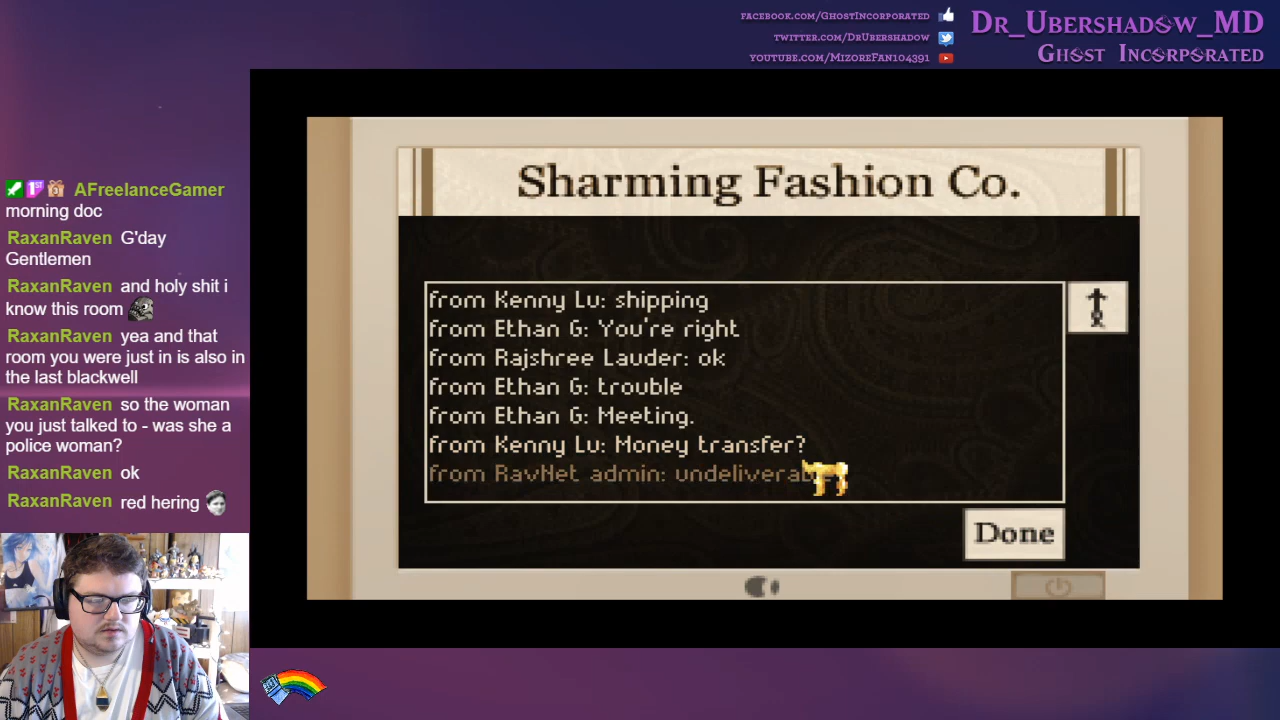 FACEBOOK.COM/GHOSTINCORPORATED
TWITTER.COM/DRUBERSHADOW
YOUTUBE.COM/MIZOREFAN104391
DR_UBERSHADOW_MD
GHOST INCORPORATED
AFreelanceGamer
morning doc
RaxanRaven G'day
Gentlemen
RaxanRaven and holy shit i
know this room
RaxanRaven yea and that
room you were just in is also in
the last blackwell
RaxanRaven so the woman
you just talked to - was she a
police woman?
RaxanRaven ok
RaxanRaven red hering
Sharming Fashion Co.
from Kenny Lu: shipping
from Ethan G: You're right
from Rajshree Lauder: ok
from Ethan G: trouble
from Ethan G: Meeting.
from Kenny Lu: Money transfer?
from RavNet admin:
Done